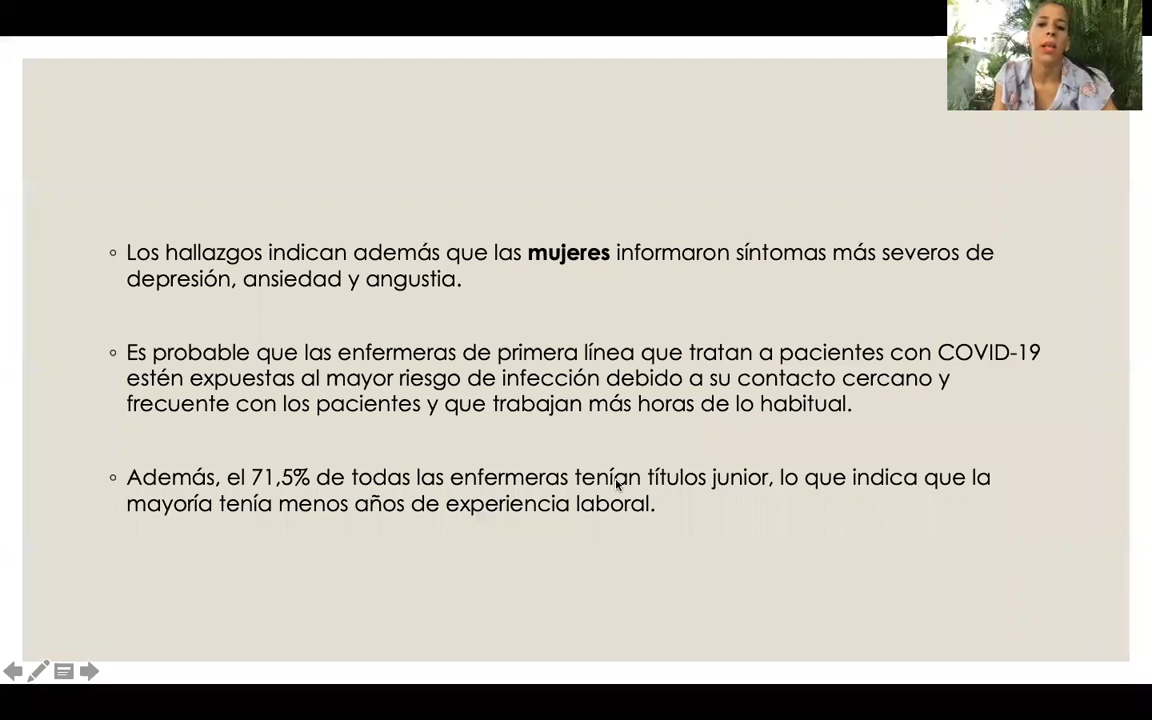 ◦ Los hallazgos indican además que las mujeres informaron síntomas más severos de
depresión, ansiedad y angustia.
◦ Es probable que las enfermeras de primera línea que tratan a pacientes con COVID-19
estén expuestas al mayor riesgo de infección debido a su contacto cercano y
frecuente con los pacientes y que trabajan más horas de lo habitual.
◦ Además, el 71,5% de todas las enfermeras tenían títulos junior, lo que indica que la
mayoría tenía menos años de experiencia laboral.